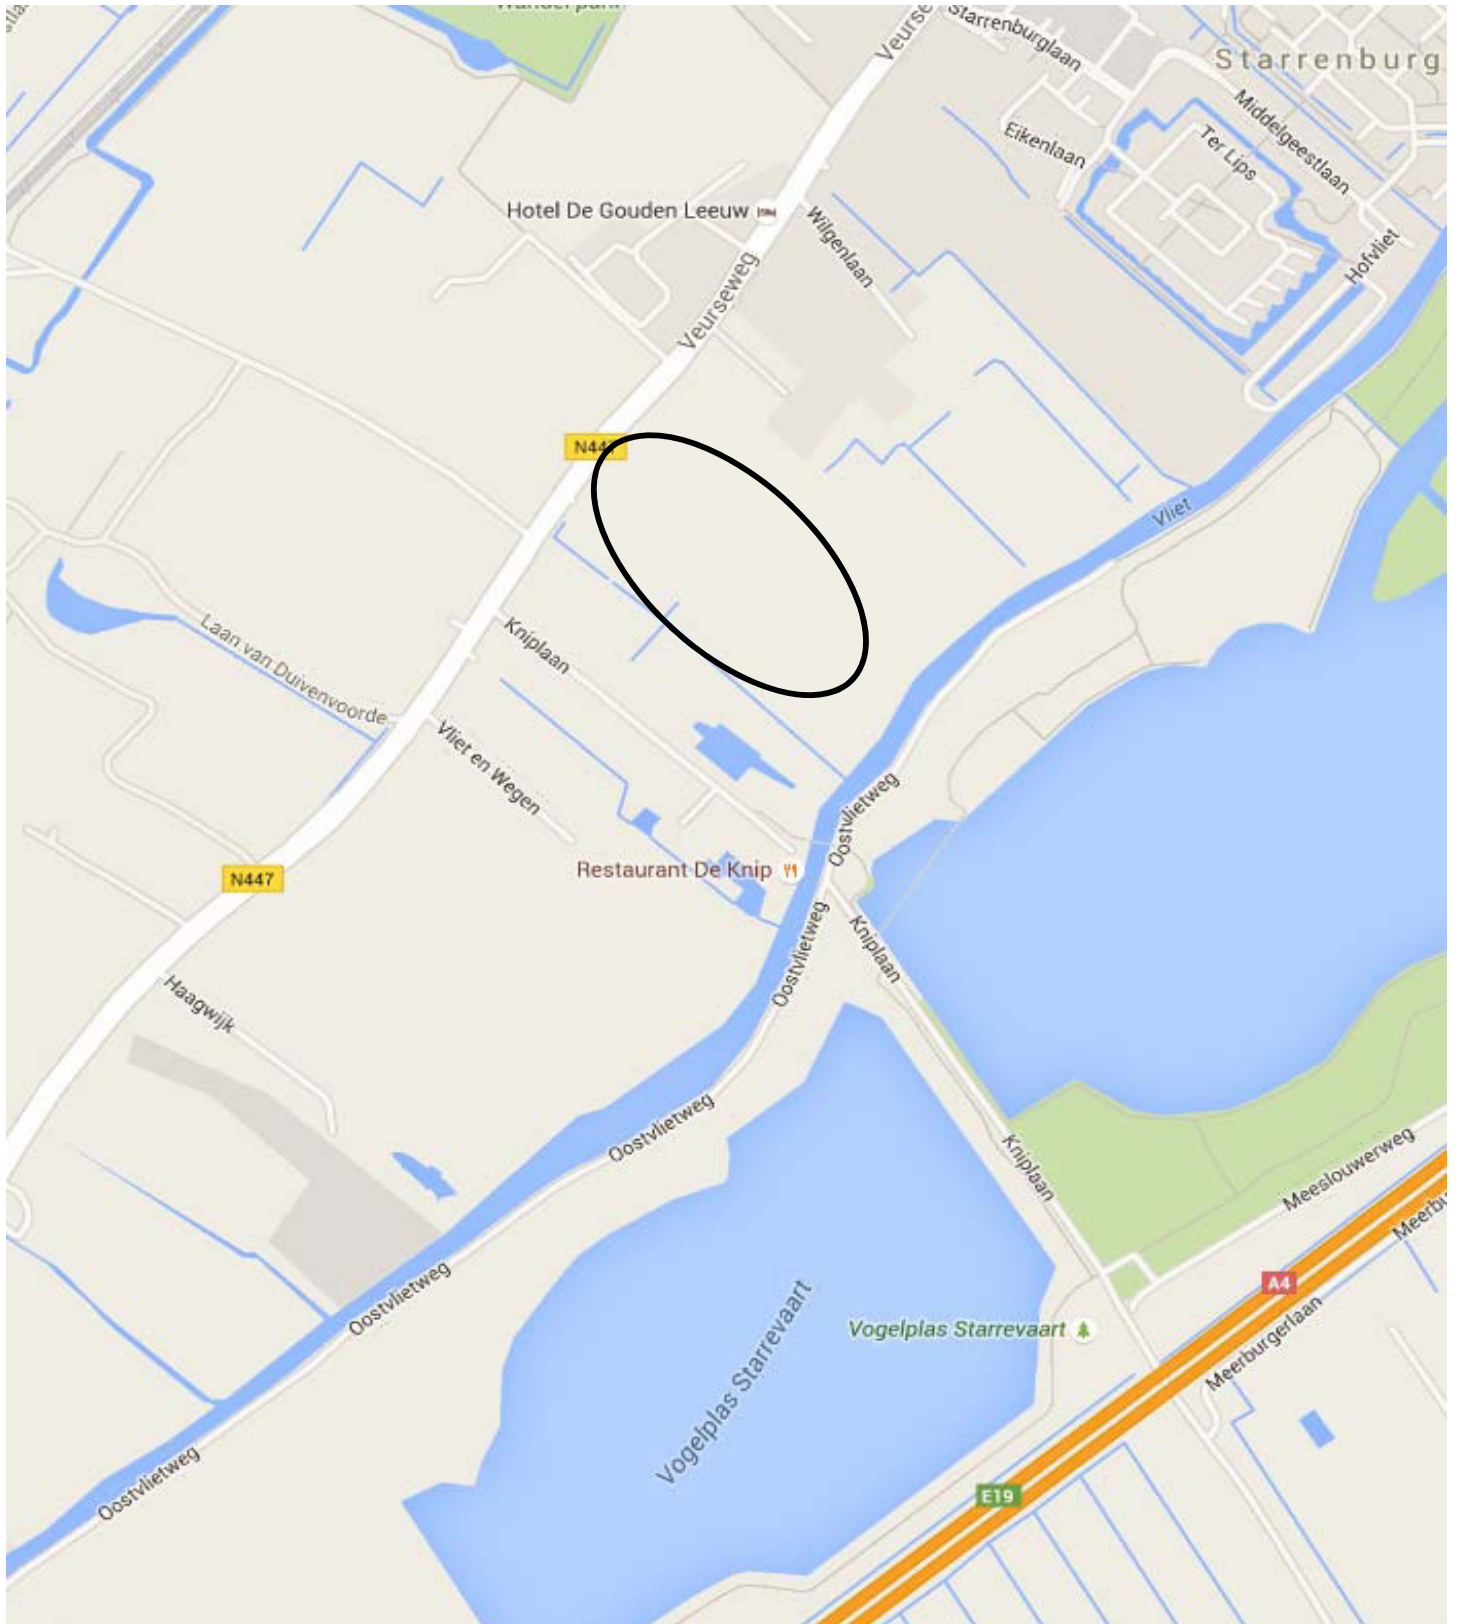 Starrenburglaan
Starrenburg
Middelgeestlaan
Eikenlaan
Ter Lips
Hotel De Gouden Leeuw
Wilgenlaan
Hofvliet
Veurseweg
N447
Vliet
Laan van Duivenvoorde
Kniplaan
Vliet en Wegen
Oostvlietweg
Restaurant De Knip
N447
Oostvlietweg
Kniplaan
Haagwijk
Oostvlietweg
Kniplaan
Meeslouwerweg
Oostvlietweg
A4
Vogelplas Starrevaart
Vogelplas Starrevaart
Meerburgerlaan
Oostvlietweg
E19